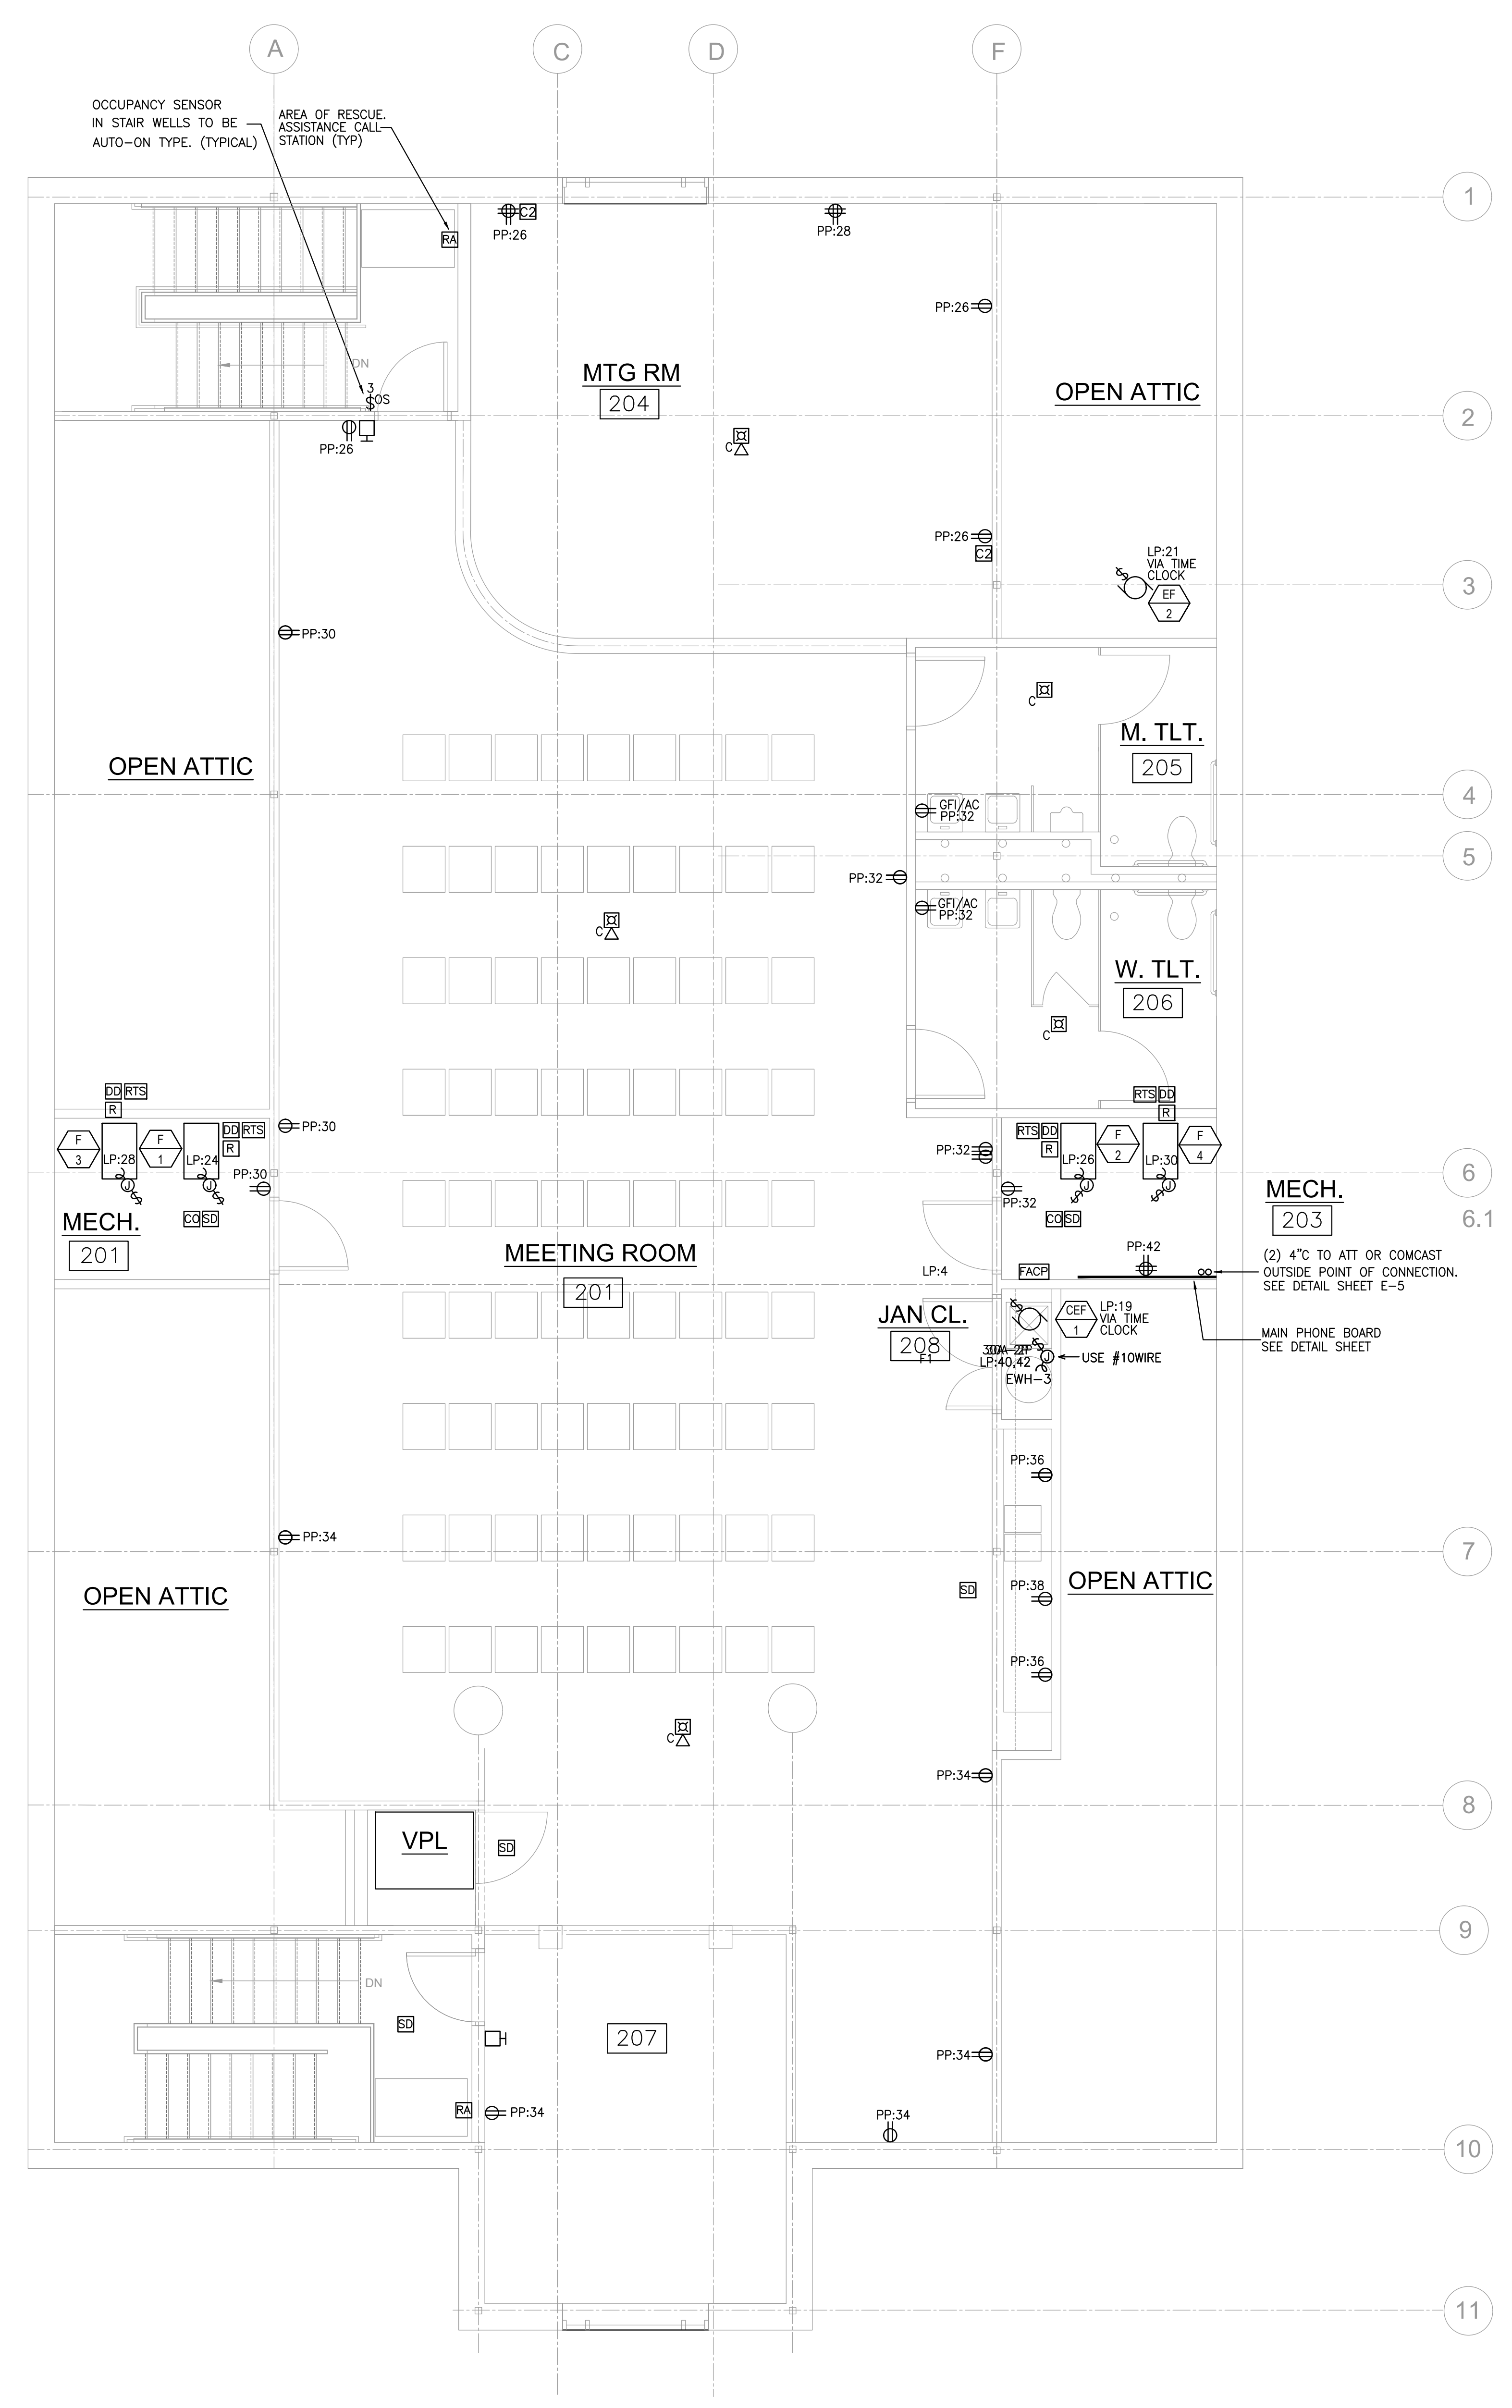 A
C
D
F
OCCUPANCY SENSOR
IN STAIR WELLS TO BE
AUTO-ON TYPE. (TYPICAL)
AREA OF RESCUE.
ASSISTANCE CALL
STATION (TYP)
1
C2
PP:26
PP:28
RA
PP:26
DN
MTG RM
204
OPEN ATTIC
3
$OS
2
PP:26
C
PP:26
C2
LP:21
VIA TIME
CLOCK
$
EF
2
3
PP:30
C
M. TLT.
205
OPEN ATTIC
4
GFI/AC
PP:32
5
PP:32
GFI/AC
PP:32
C
W. TLT.
206
C
DD RTS
R
RTS DD
R
F
3
LP:28
F
1
LP:24
DD RTS
R
PP:30
PP:30
J $
J $
PP:32
RTS DD
R
LP:26
F
2
LP:30
F
4
J $
J $
PP:32
6
6.1
MECH.
201
CO SD
CO SD
MECH.
203
MEETING ROOM
201
LP:4
FACP
PP:42
(2) 4"C TO ATT OR COMCAST
OUTSIDE POINT OF CONNECTION.
SEE DETAIL SHEET E-5
JAN CL.
208
F1
$
CEF
1
LP:19
VIA TIME
CLOCK
MAIN PHONE BOARD
SEE DETAIL SHEET
30A-2P
LP:40,42
$
J
USE #10WIRE
EWH-3
PP:36
PP:34
7
OPEN ATTIC
SD
PP:38
OPEN ATTIC
PP:36
C
PP:34
8
VPL
SD
9
DN
SD
207
PP:34
RA
PP:34
PP:34
10
11